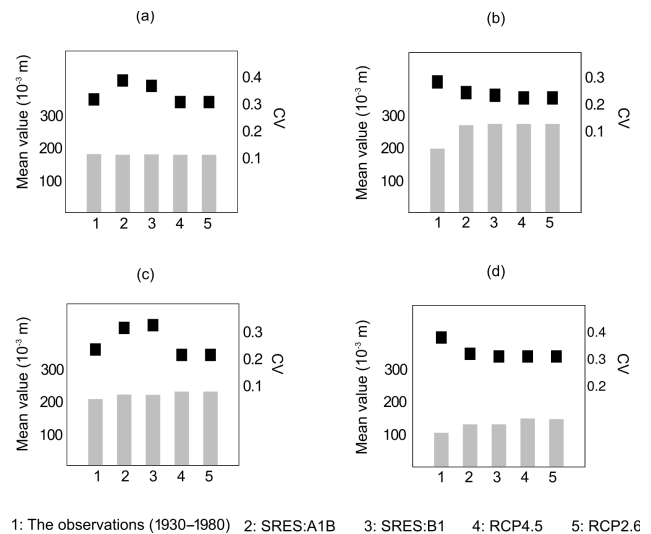 (a)
Mean value (10⁻³ m)
300
200
100
0.4
0.3
0.2
0.1
CV
1 2 3 4 5
(b)
Mean value (10⁻³ m)
300
200
100
0.3
0.2
0.1
CV
1 2 3 4 5
(c)
Mean value (10⁻³ m)
300
200
100
0.3
0.2
0.1
CV
1 2 3 4 5
(d)
Mean value (10⁻³ m)
300
200
100
0.4
0.3
0.2
CV
1 2 3 4 5
1: The observations (1930–1980) 2: SRES:A1B 3: SRES:B1 4: RCP4.5 5: RCP2.6